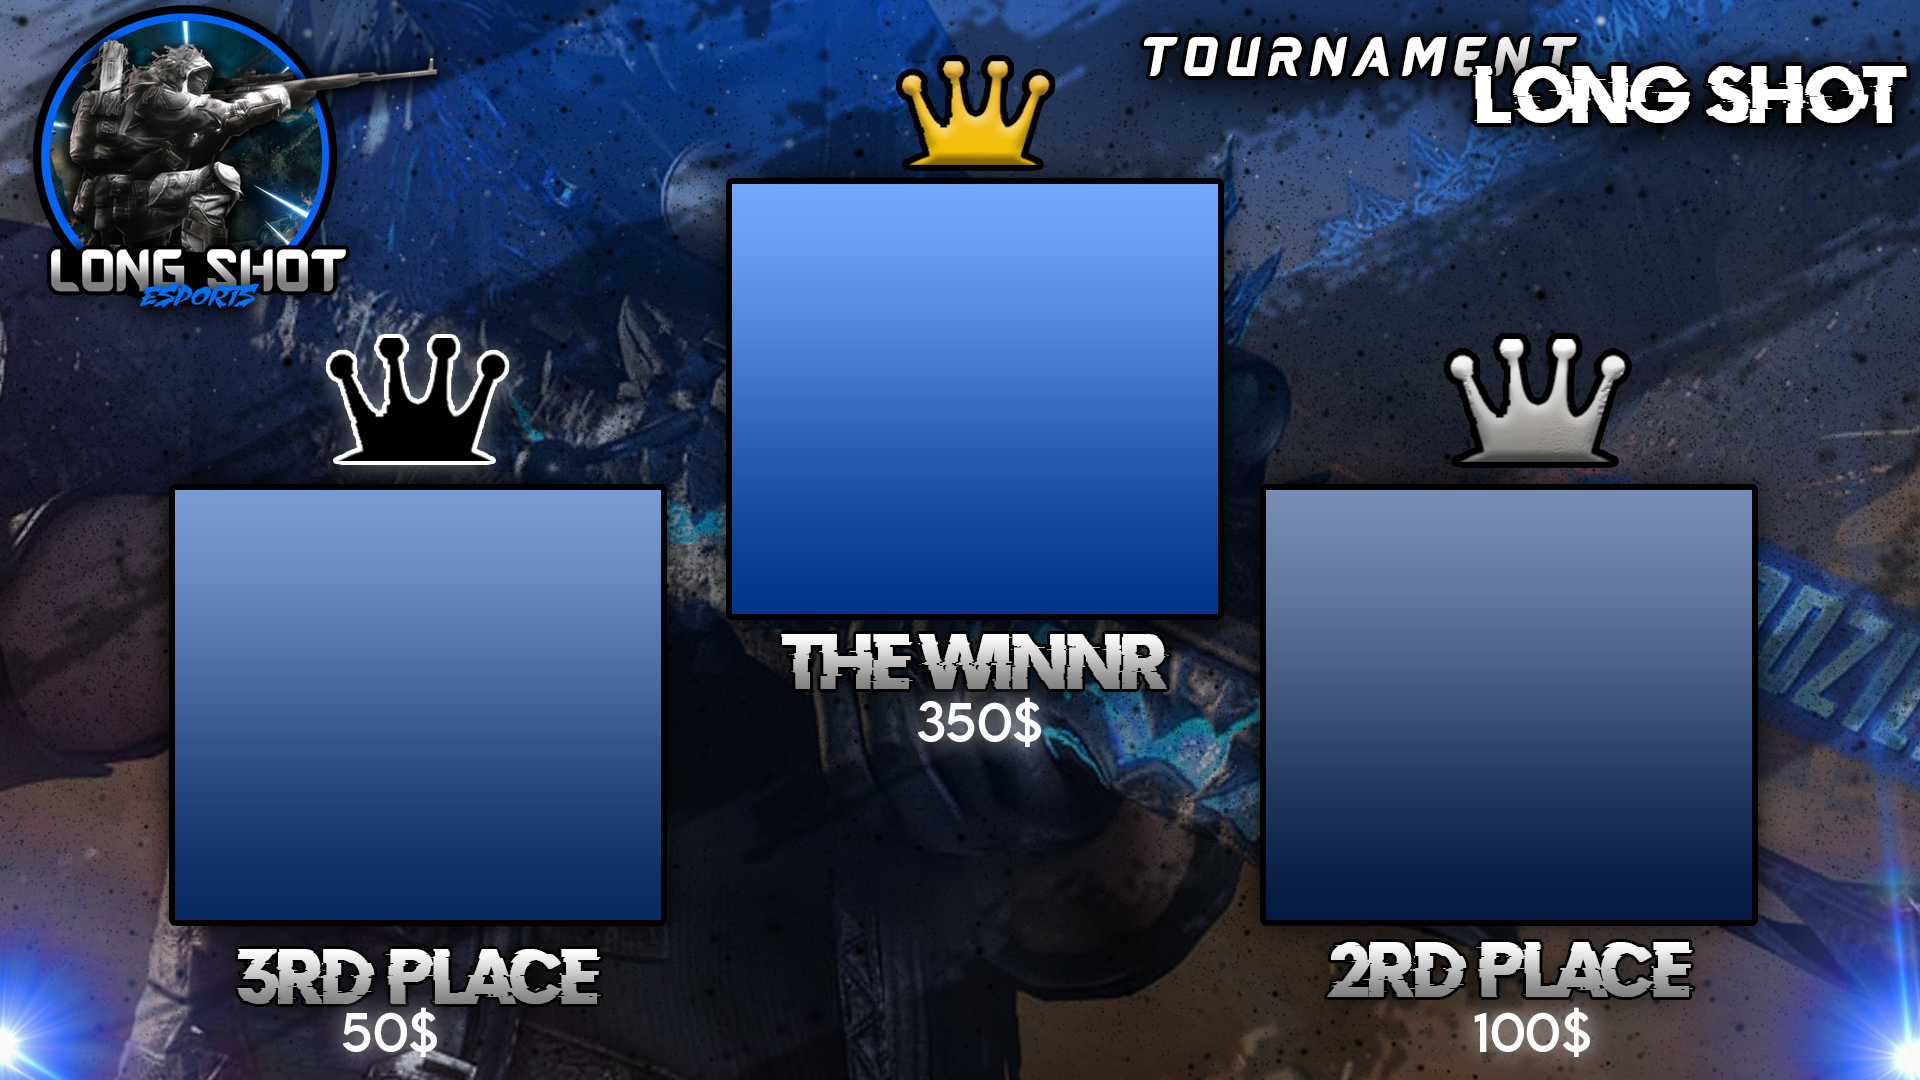 TOURNAMENT
LONG SHOT
LONG SHOT
ESPORTS
THE WINNR
350$
3RD PLACE
50$
2RD PLACE
100$